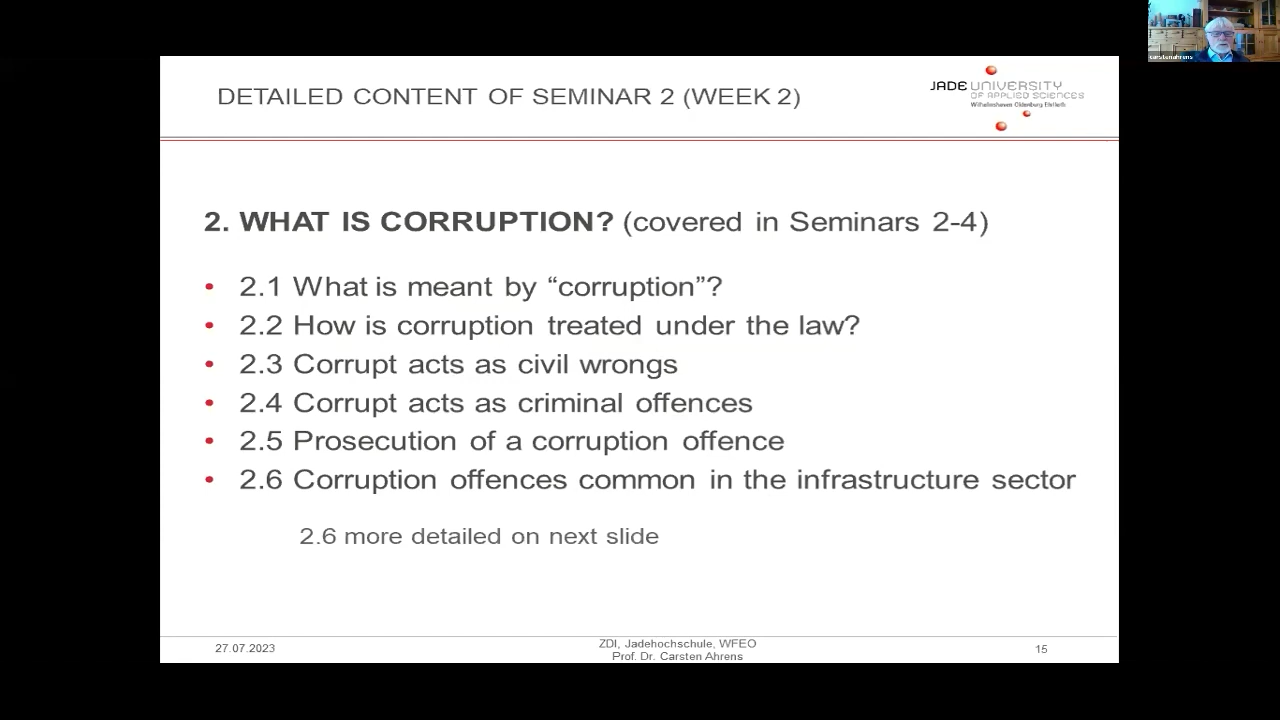 carstenahrens
DETAILED CONTENT OF SEMINAR 2 (WEEK 2)
JADE UNIVERSITY
OF APPLIED SCIENCES
Wilhelmshaven Oldenburg Elsfleth
2. WHAT IS CORRUPTION? (covered in Seminars 2-4)
• 2.1 What is meant by “corruption”?
• 2.2 How is corruption treated under the law?
• 2.3 Corrupt acts as civil wrongs
• 2.4 Corrupt acts as criminal offences
• 2.5 Prosecution of a corruption offence
• 2.6 Corruption offences common in the infrastructure sector
2.6 more detailed on next slide
27.07.2023
ZDI, Jadehochschule, WFEO
Prof. Dr. Carsten Ahrens
15